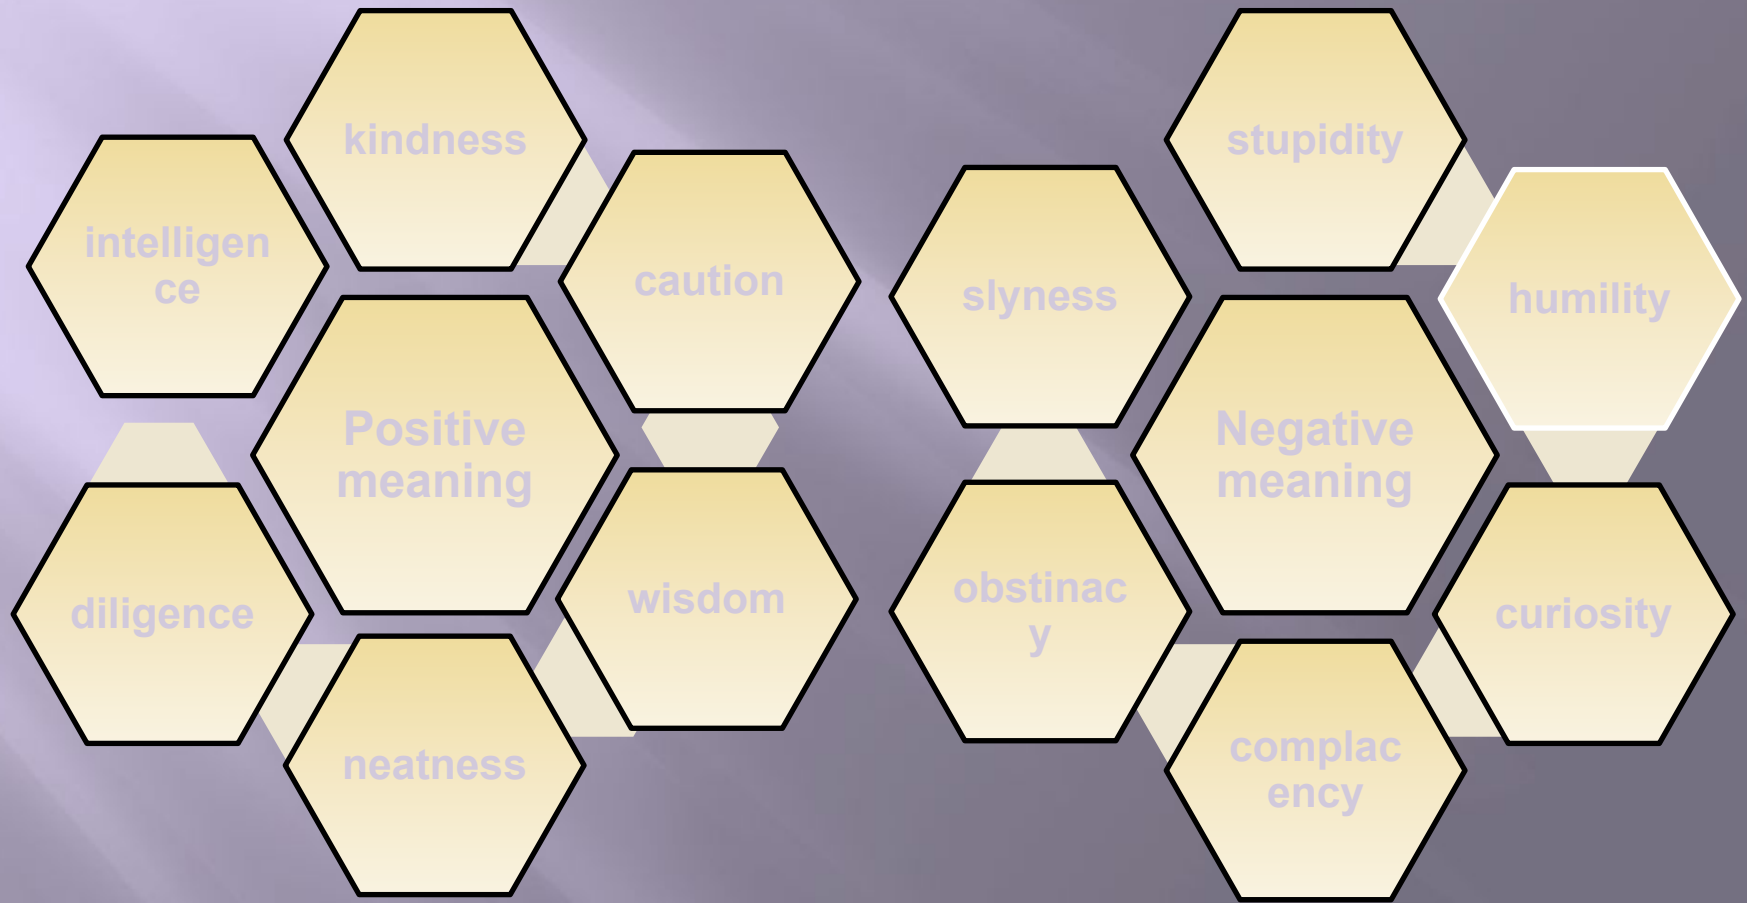 kindness
intelligen
ce
caution
Positive
meaning
diligence
wisdom
neatness
stupidity
slyness
humility
Negative
meaning
obstinac
y
curiosity
complac
ency